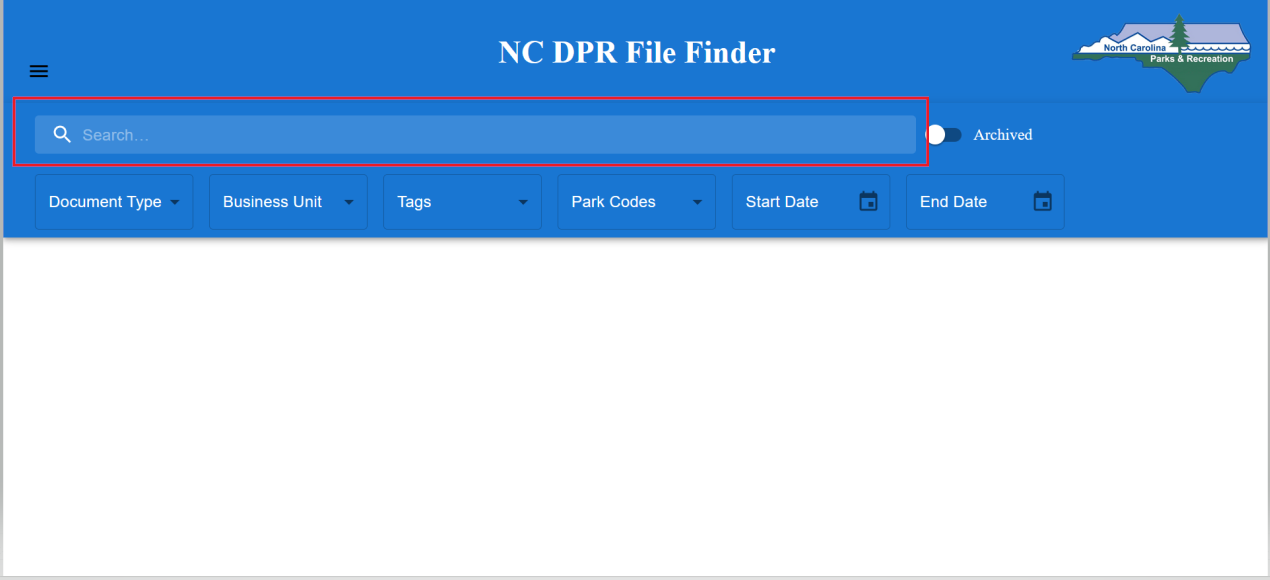 NC DPR File Finder
North Carolina
Parks & Recreation
Search…
Archived
Document Type
Business Unit
Tags
Park Codes
Start Date
End Date